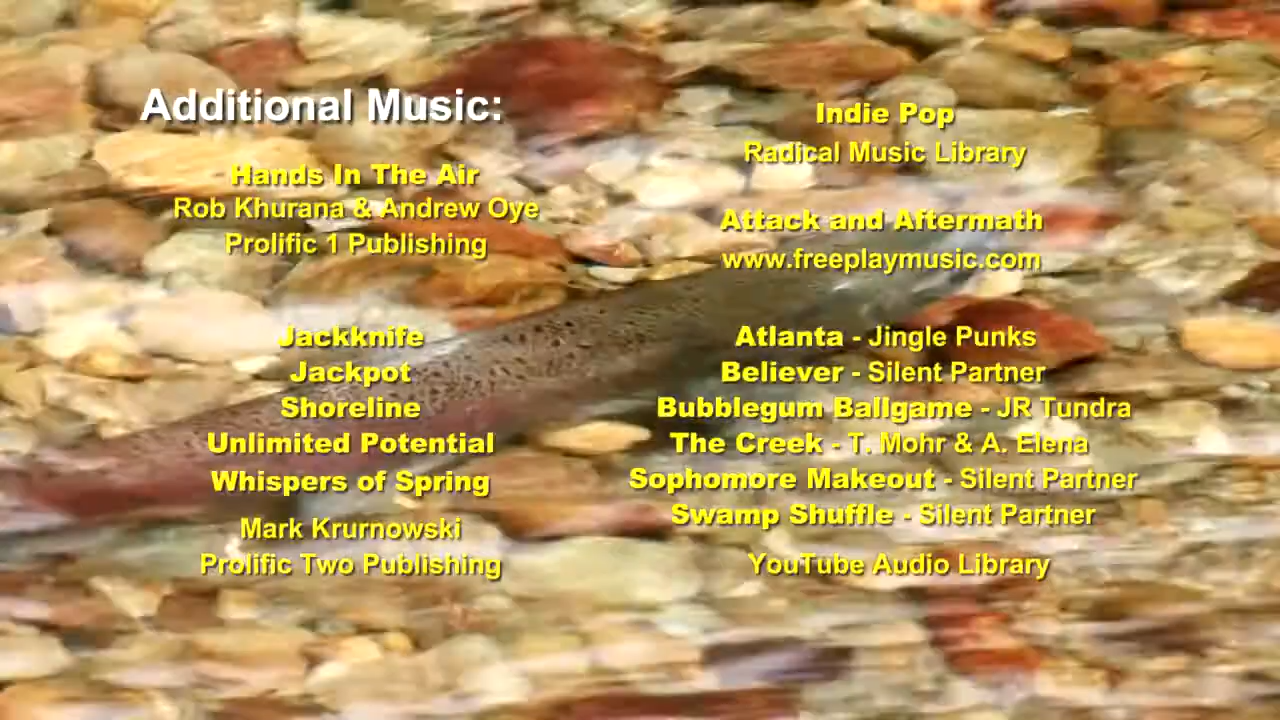 Additional Music:
Hands In The Air
Rob Khurana & Andrew Oye
Prolific 1 Publishing
Jackknife
Jackpot
Shoreline
Unlimited Potential
Whispers of Spring
Mark Krurnowski
Prolific Two Publishing
Indie Pop
Radical Music Library
Attack and Aftermath
www.freeplaymusic.com
Atlanta - Jingle Punks
Believer - Silent Partner
Bubblegum Ballgame - JR Tundra
The Creek - T. Mohr & A. Elena
Sophomore Makeout - Silent Partner
Swamp Shuffle - Silent Partner
YouTube Audio Library